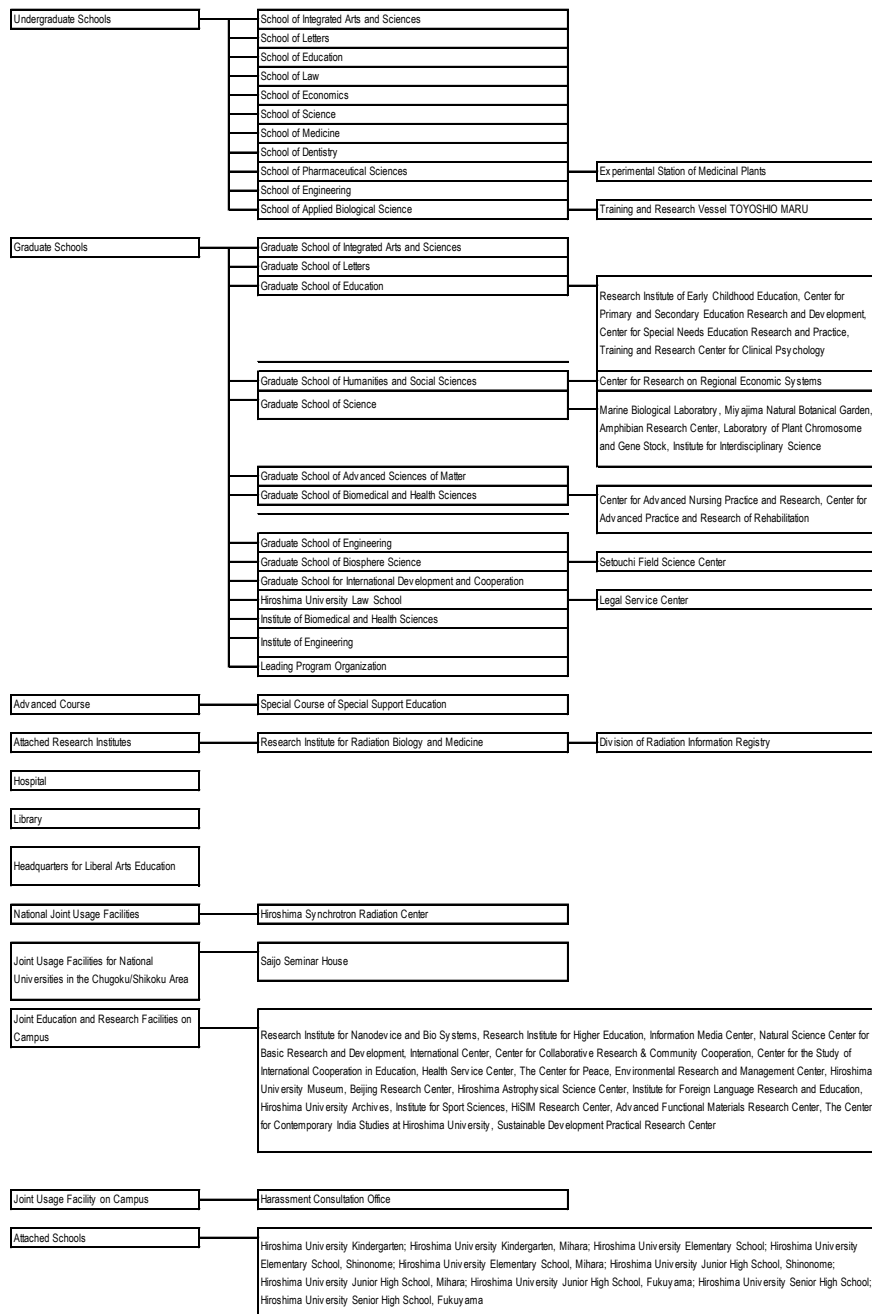 Undergraduate Schools
School of Integrated Arts and Sciences
School of Letters
School of Education
School of Law
School of Economics
School of Science
School of Medicine
School of Dentistry
School of Pharmaceutical Sciences
Experimental Station of Medicinal Plants
School of Engineering
School of Applied Biological Science
Training and Research Vessel TOYOSHIO MARU
Graduate Schools
Graduate School of Integrated Arts and Sciences
Graduate School of Letters
Graduate School of Education
Research Institute of Early Childhood Education, Center for
Primary and Secondary Education Research and Development,
Center for Special Needs Education Research and Practice,
Training and Research Center for Clinical Psychology
Graduate School of Humanities and Social Sciences
Center for Research on Regional Economic Systems
Graduate School of Science
Marine Biological Laboratory, Miyajima Natural Botanical Garden,
Amphibian Research Center, Laboratory of Plant Chromosome
and Gene Stock, Institute for Interdisciplinary Science
Graduate School of Advanced Sciences of Matter
Graduate School of Biomedical and Health Sciences
Center for Advanced Nursing Practice and Research, Center for
Advanced Practice and Research of Rehabilitation
Graduate School of Engineering
Graduate School of Biosphere Science
Setouchi Field Science Center
Graduate School for International Development and Cooperation
Hiroshima University Law School
Legal Service Center
Institute of Biomedical and Health Sciences
Institute of Engineering
Leading Program Organization
Advanced Course
Special Course of Special Support Education
Attached Research Institutes
Research Institute for Radiation Biology and Medicine
Division of Radiation Information Registry
Hospital
Library
Headquarters for Liberal Arts Education
National Joint Usage Facilities
Hiroshima Synchrotron Radiation Center
Joint Usage Facilities for National
Universities in the Chugoku/Shikoku Area
Saijo Seminar House
Joint Education and Research Facilities on
Campus
Research Institute for Nanodevice and Bio Systems, Research Institute for Higher Education, Information Media Center, Natural Science Center for
Basic Research and Development, International Center, Center for Collaborative Research & Community Cooperation, Center for the Study of
International Cooperation in Education, Health Service Center, The Center for Peace, Environmental Research and Management Center, Hiroshima
University Museum, Beijing Research Center, Hiroshima Astrophysical Science Center, Institute for Foreign Language Research and Education,
Hiroshima University Archives, Institute for Sport Sciences, HiSIM Research Center, Advanced Functional Materials Research Center, The Center
for Contemporary India Studies at Hiroshima University, Sustainable Development Practical Research Center
Joint Usage Facility on Campus
Harassment Consultation Office
Attached Schools
Hiroshima University Kindergarten; Hiroshima University Kindergarten, Mihara; Hiroshima University Elementary School; Hiroshima University
Elementary School, Shinonome; Hiroshima University Elementary School, Mihara; Hiroshima University Junior High School, Shinonome;
Hiroshima University Junior High School, Mihara; Hiroshima University Junior High School, Fukuyama; Hiroshima University Senior High School;
Hiroshima University Senior High School, Fukuyama